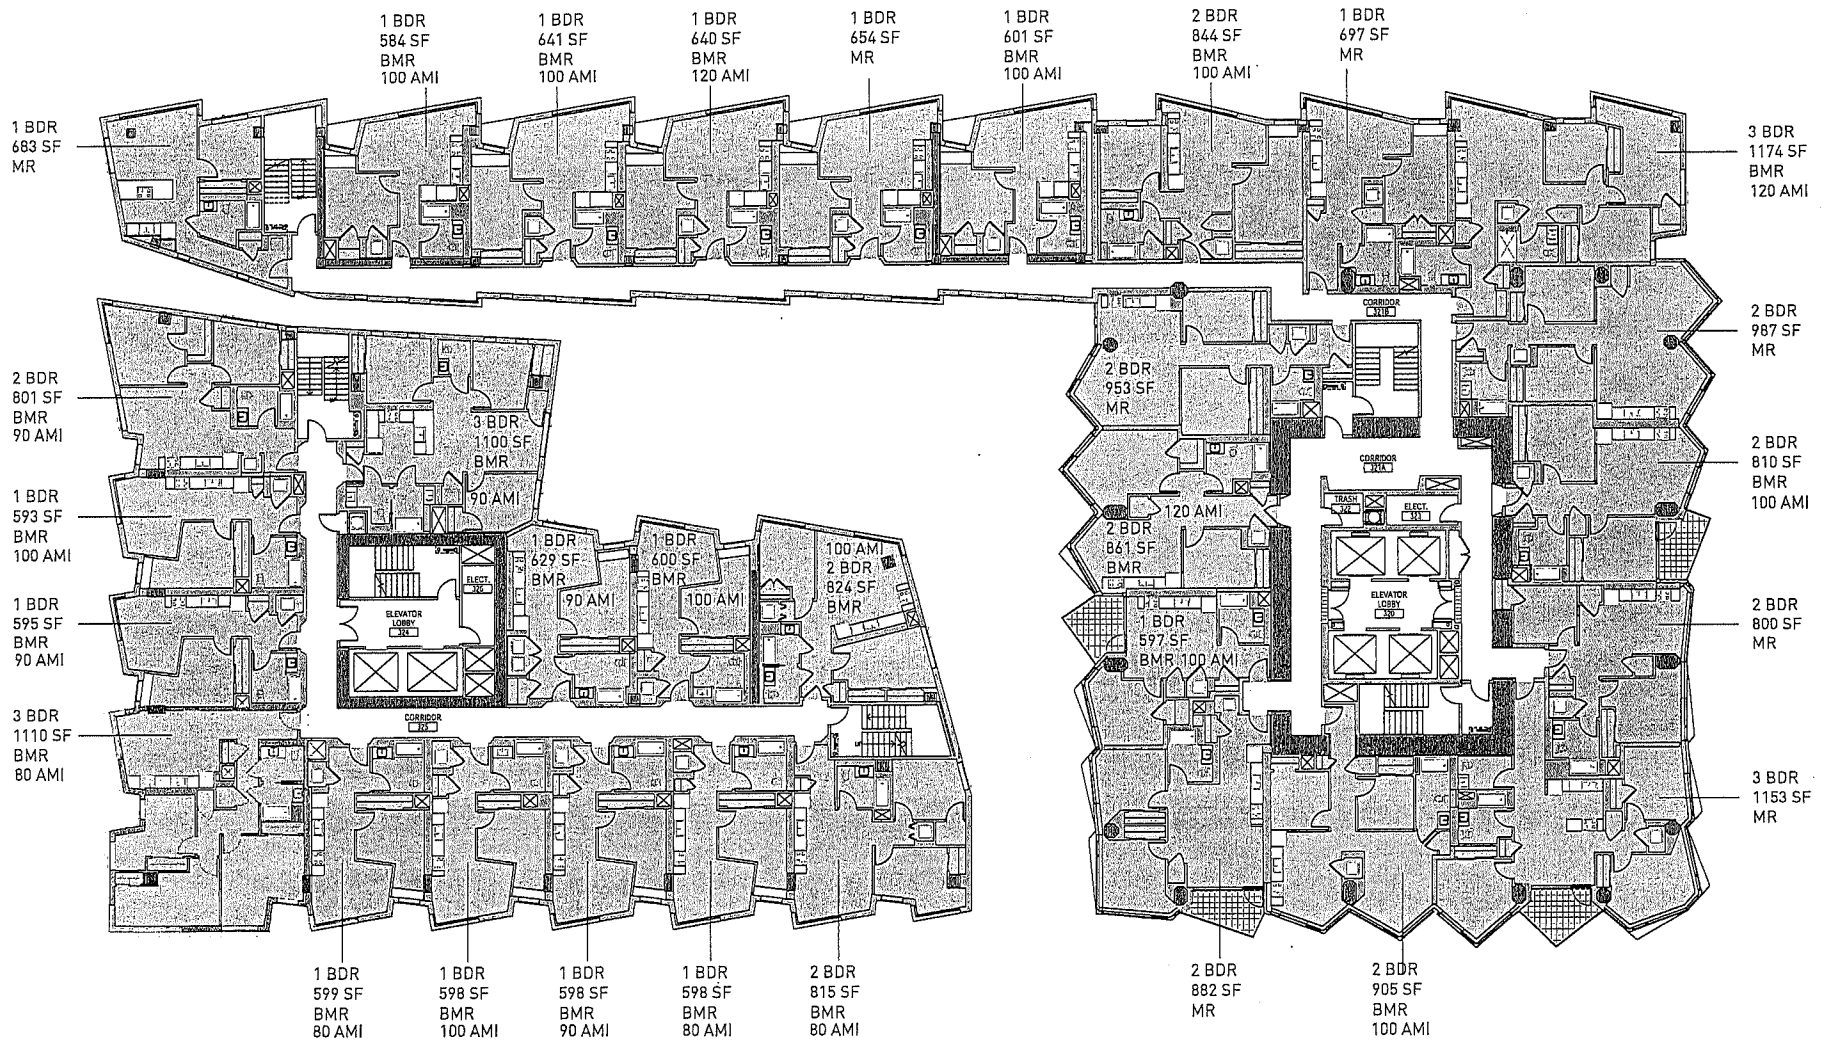 1 BDR
584 SF
BMR
100 AMI
1 BDR
641 SF
BMR
100 AMI
1 BDR
640 SF
BMR
120 AMI
1 BDR
654 SF
MR
1 BDR
601 SF
BMR
100 AMI
2 BDR
844 SF
BMR
100 AMI
1 BDR
697 SF
MR
1 BDR
683 SF
MR
3 BDR
1174 SF
BMR
120 AMI
2 BDR
987 SF
MR
CORRIDOR
321B
2 BDR
953 SF
MR
2 BDR
801 SF
BMR
90 AMI
3 BDR
1100 SF
BMR
90 AMI
2 BDR
810 SF
BMR
100 AMI
CORRIDOR
321A
TRASH
322
ELECT.
323
120 AMI
2 BDR
861 SF
BMR
1 BDR
593 SF
BMR
100 AMI
1 BDR
629 SF
BMR
90 AMI
1 BDR
600 SF
BMR
100 AMI
100 AMI
2 BDR
824 SF
BMR
ELECT.
326
ELEVATOR
LOBBY
324
ELEVATOR
LOBBY
320
1 BDR
595 SF
BMR
90 AMI
1 BDR
597 SF
BMR 100 AMI
2 BDR
800 SF
MR
3 BDR
1110 SF
BMR
80 AMI
CORRIDOR
325
3 BDR
1153 SF
MR
1 BDR
599 SF
BMR
80 AMI
1 BDR
598 SF
BMR
100 AMI
1 BDR
598 SF
BMR
90 AMI
1 BDR
598 SF
BMR
80 AMI
2 BDR
815 SF
BMR
80 AMI
2 BDR
882 SF
MR
2 BDR
905 SF
BMR
100 AMI